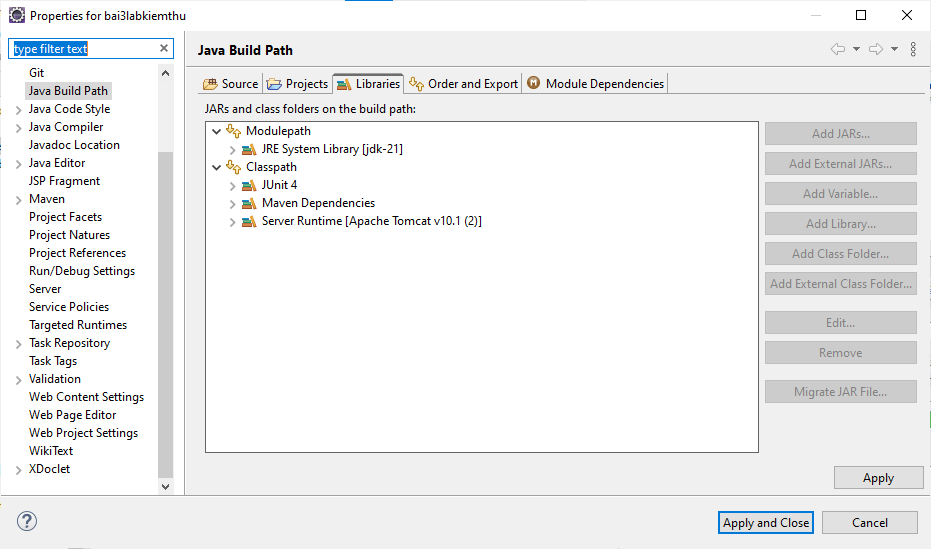 Properties for bai3labkiemthu
type filter text
Git
Java Build Path
Java Code Style
Java Compiler
Javadoc Location
Java Editor
JSP Fragment
Maven
Project Facets
Project Natures
Project References
Run/Debug Settings
Server
Service Policies
Targeted Runtimes
Task Repository
Task Tags
Validation
Web Content Settings
Web Page Editor
Web Project Settings
WikiText
XDoclet
Java Build Path
Source Projects Libraries Order and Export Module Dependencies
JARs and class folders on the build path:
Modulepath
JRE System Library [jdk-21]
Classpath
JUnit 4
Maven Dependencies
Server Runtime [Apache Tomcat v10.1 (2)]
Add JARs...
Add External JARs...
Add Variable...
Add Library...
Add Class Folder...
Add External Class Folder...
Edit...
Remove
Migrate JAR File...
Apply
Apply and Close Cancel